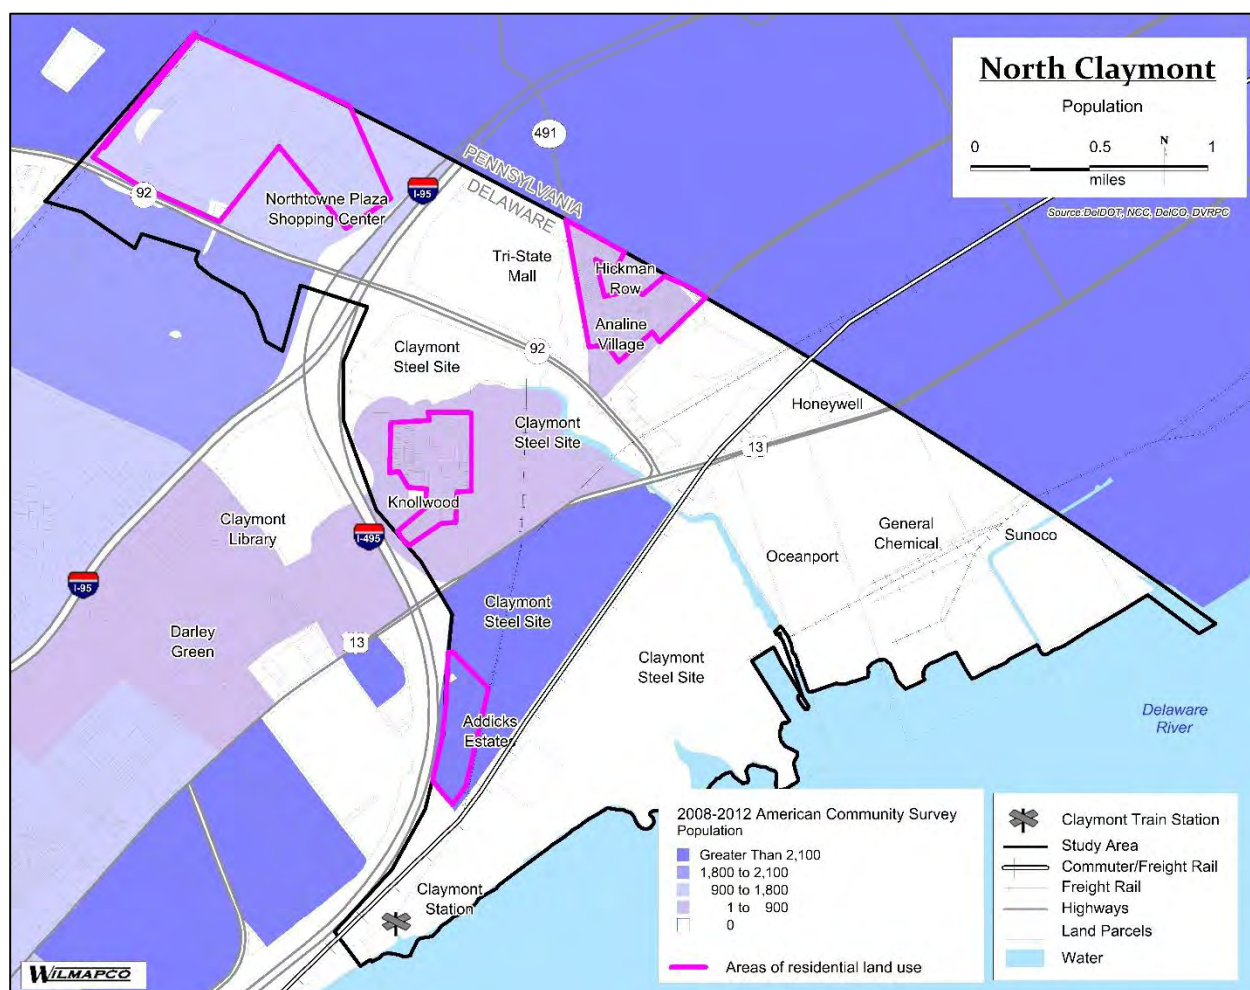 North Claymont
Population
0 0.5 1
N
miles
Source:DelDOT, NCC, DelCO, DVRPC
491
PENNSYLVANIA
DELAWARE
92
I-95
Northtowne Plaza
Shopping Center
Tri-State
Mall
Hickman
Row
Analine
Village
92
Claymont
Steel Site
Honeywell
Claymont
Steel Site
13
Knollwood
Claymont
Library
I-495
General
Chemical
Sunoco
Oceanport
I-95
Claymont
Steel Site
Darley
Green
13
Claymont
Steel Site
Addicks
Estates
Delaware
River
Claymont
Station
2008-2012 American Community Survey
Population
Greater Than 2,100
1,800 to 2,100
900 to 1,800
1 to 900
0
Areas of residential land use
Claymont Train Station
Study Area
Commuter/Freight Rail
Freight Rail
Highways
Land Parcels
Water
WILMAPCO